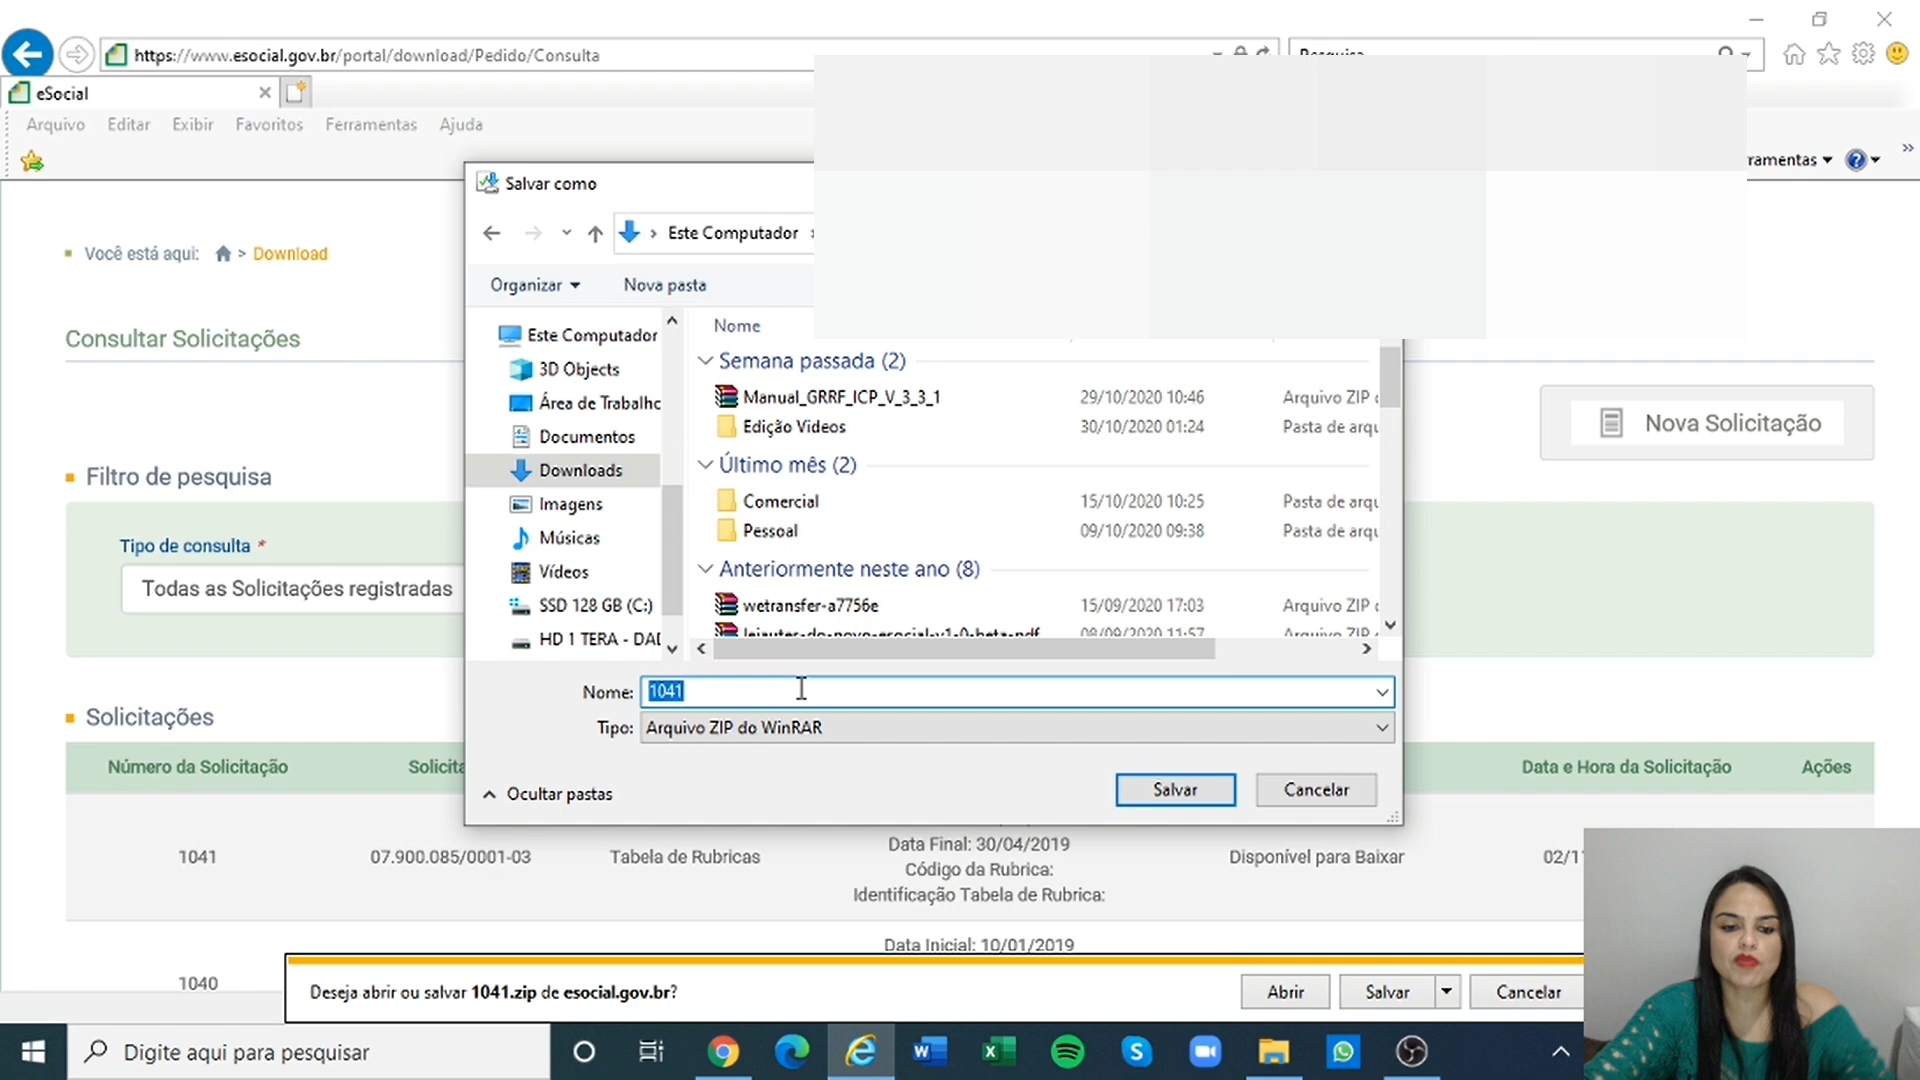 https://www.esocial.gov.br/portal/download/Pedido/Consulta
eSocial
Arquivo Editar Exibir Favoritos Ferramentas Ajuda
Salvar como
Este Computador
Você está aqui: > Download
Organizar Nova pasta
Consultar Solicitações
Este Computador
3D Objects
Documentos
Downloads
Imagens
Músicas
Vídeos
SSD 128 GB (C:)
HD 1 TERA -
Nome
Semana passada (2)
Manual_GRRF_ICP_V_3_3_1 29/10/2020 10:46 Arquivo ZIP
Edição Videos 30/10/2020 01:24 Pasta de
Último mês (2)
Comercial 15/10/2020 10:25 Pasta de
Pessoal 09/10/2020 09:38 Pasta de
Anteriormente neste ano (8)
wetransfer-a7756e 15/09/2020 17:03 Arquivo ZIP
Nova Solicitação
Filtro de pesquisa
Tipo de consulta *
Todas as Solicitações registradas
Nome: 1041
Tipo: Arquivo ZIP do WinRAR
Ocultar pastas Salvar Cancelar
Solicitações
Número da Solicitação Data e Hora da Solicitação Ações
1041 07.900.085/0001-03 Tabela de Rubricas Data Final: 30/04/2019 Disponível para Baixar
Código da Rubrica:
Identificação Tabela de Rubrica:
Data Inicial: 10/01/2019
1040
Deseja abrir ou salvar 1041.zip de esocial.gov.br? Abrir Salvar Cancelar
Digite aqui para pesquisar